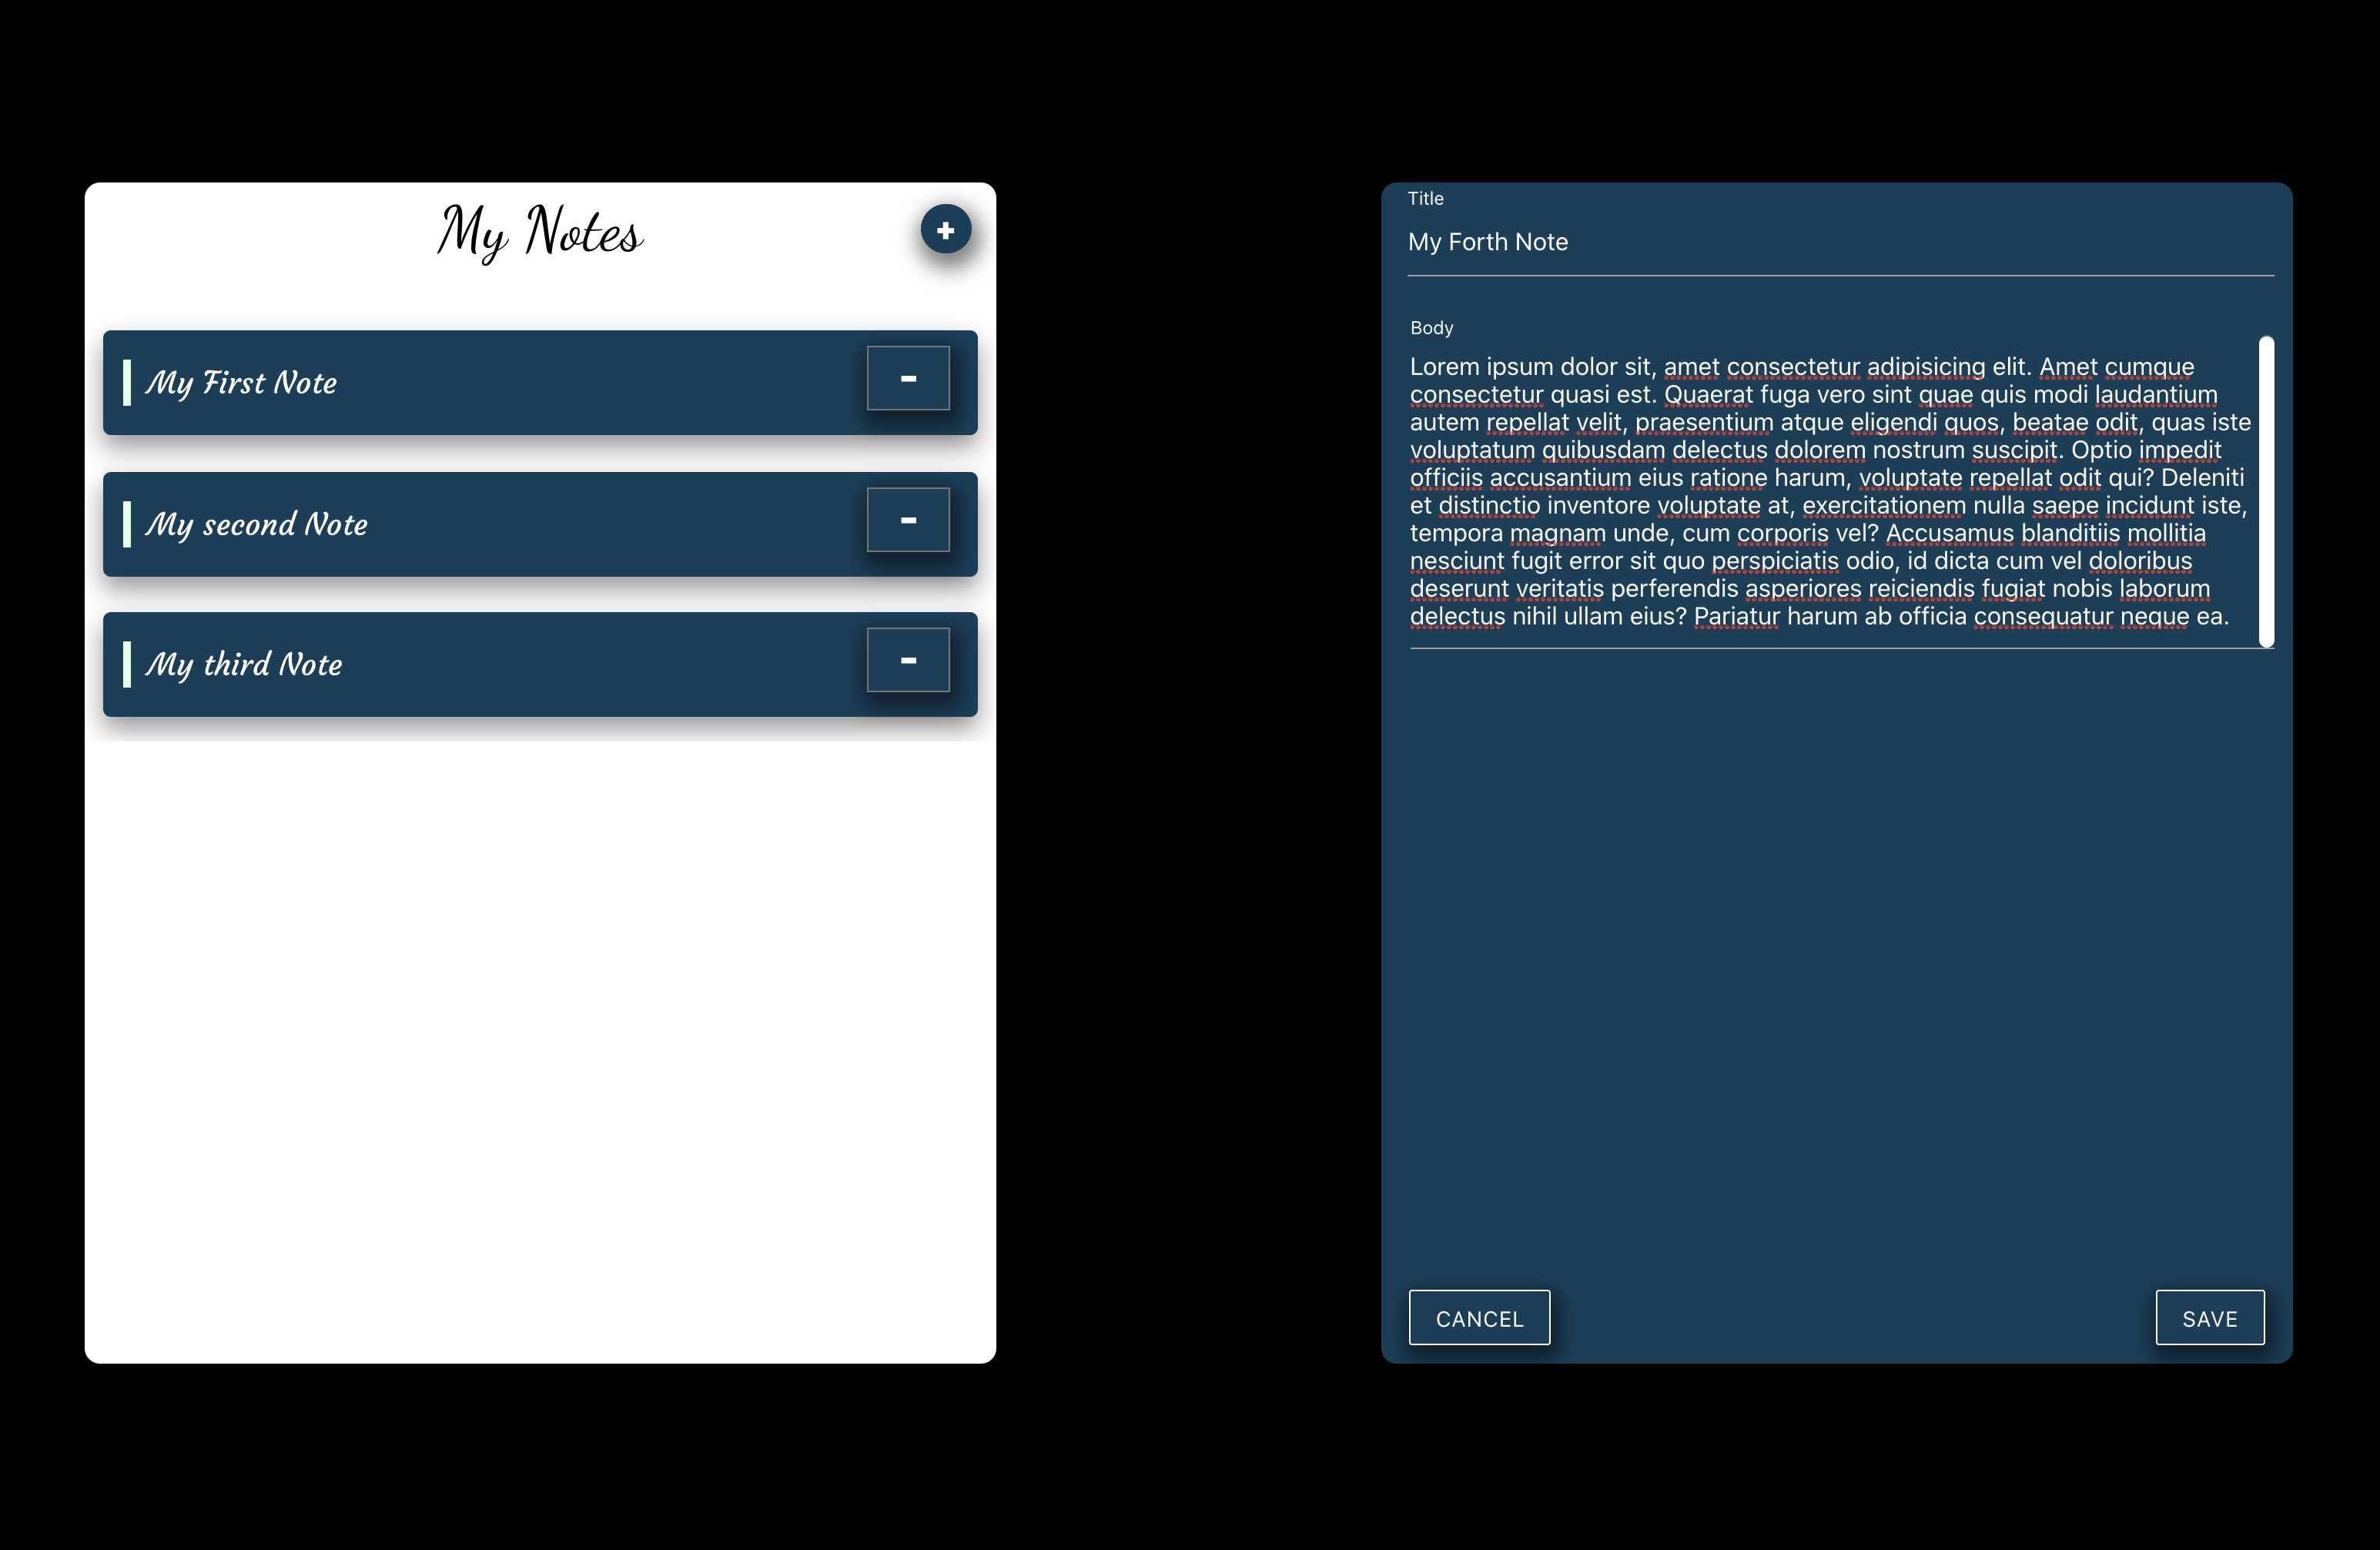 My Notes
+
My First Note
-
My second Note
-
My third Note
-
Title
My Forth Note
Body
Lorem ipsum dolor sit, amet consectetur adipisicing elit. Amet cumque
consectetur quasi est. Quaerat fuga vero sint quae quis modi laudantium
autem repellat velit, praesentium atque eligendi quos, beatae odit, quas iste
voluptatum quibusdam delectus dolorem nostrum suscipit. Optio impedit
officiis accusantium eius ratione harum, voluptate repellat odit qui? Deleniti
et distinctio inventore voluptate at, exercitationem nulla saepe incidunt iste,
tempora magnam unde, cum corporis vel? Accusamus blanditiis mollitia
nesciunt fugit error sit quo perspiciatis odio, id dicta cum vel doloribus
deserunt veritatis perferendis asperiores reiciendis fugiat nobis laborum
delectus nihil ullam eius? Pariatur harum ab officia consequatur neque ea.
CANCEL
SAVE